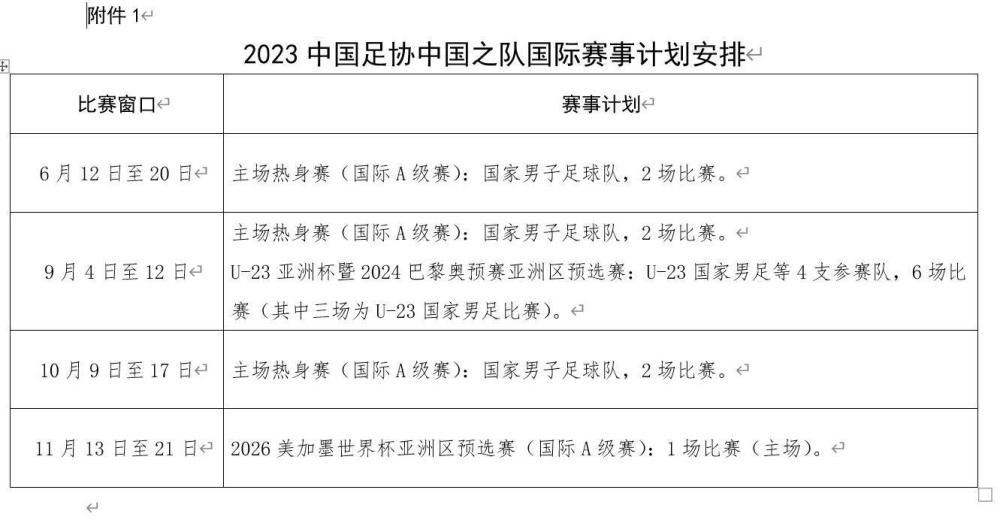 附件 1
2023 中国足协中国之队国际赛事计划安排
比赛窗口
赛事计划
6 月 12 日至 20 日
主场热身赛（国际 A 级赛）：国家男子足球队，2 场比赛。
9 月 4 日至 12 日
主场热身赛（国际 A 级赛）：国家男子足球队，2 场比赛。
U-23 亚洲杯暨 2024 巴黎奥预赛亚洲区预选赛：U-23 国家男足等 4 支参赛队，6 场比
赛（其中三场为 U-23 国家男足比赛）。
10 月 9 日至 17 日
主场热身赛（国际 A 级赛）：国家男子足球队，2 场比赛。
11 月 13 日至 21 日
2026 美加墨世界杯亚洲区预选赛（国际 A 级赛）：1 场比赛（主场）。